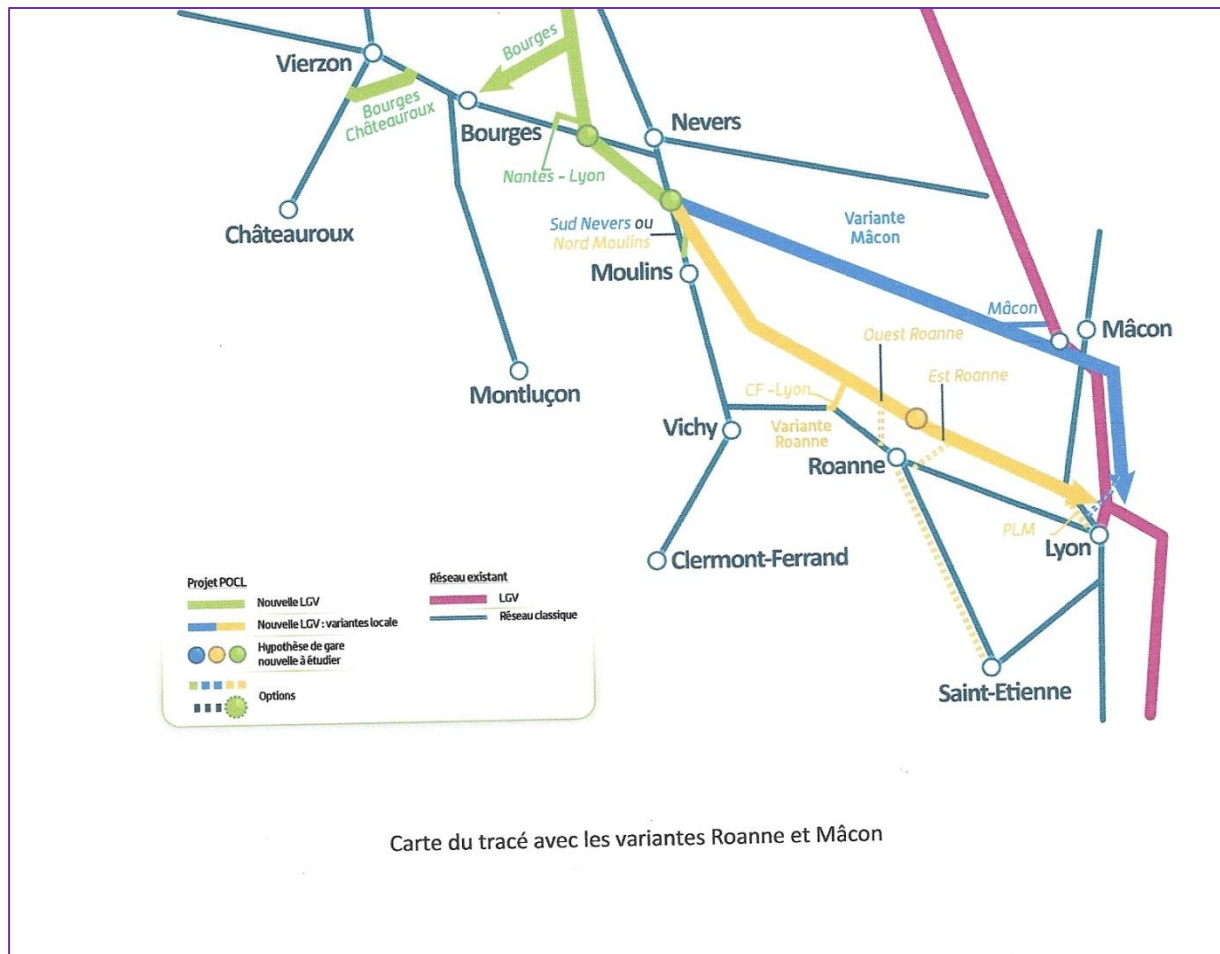 Vierzon
Bourges
Bourges
Châteauroux
Bourges
Nevers
Nantes - Lyon
Châteauroux
Sud Nevers ou
Nord Moulins
Variante
Mâcon
Moulins
Mâcon
Mâcon
Ouest Roanne
Est Roanne
Montluçon
CF -Lyon
Variante
Roanne
Vichy
Roanne
PLM
Lyon
Clermont-Ferrand
Saint-Etienne
Projet POCL
Nouvelle LGV
Nouvelle LGV : variantes locale
Hypothèse de gare
nouvelle à étudier
Options
Réseau existant
LGV
Réseau classique
Carte du tracé avec les variantes Roanne et Mâcon